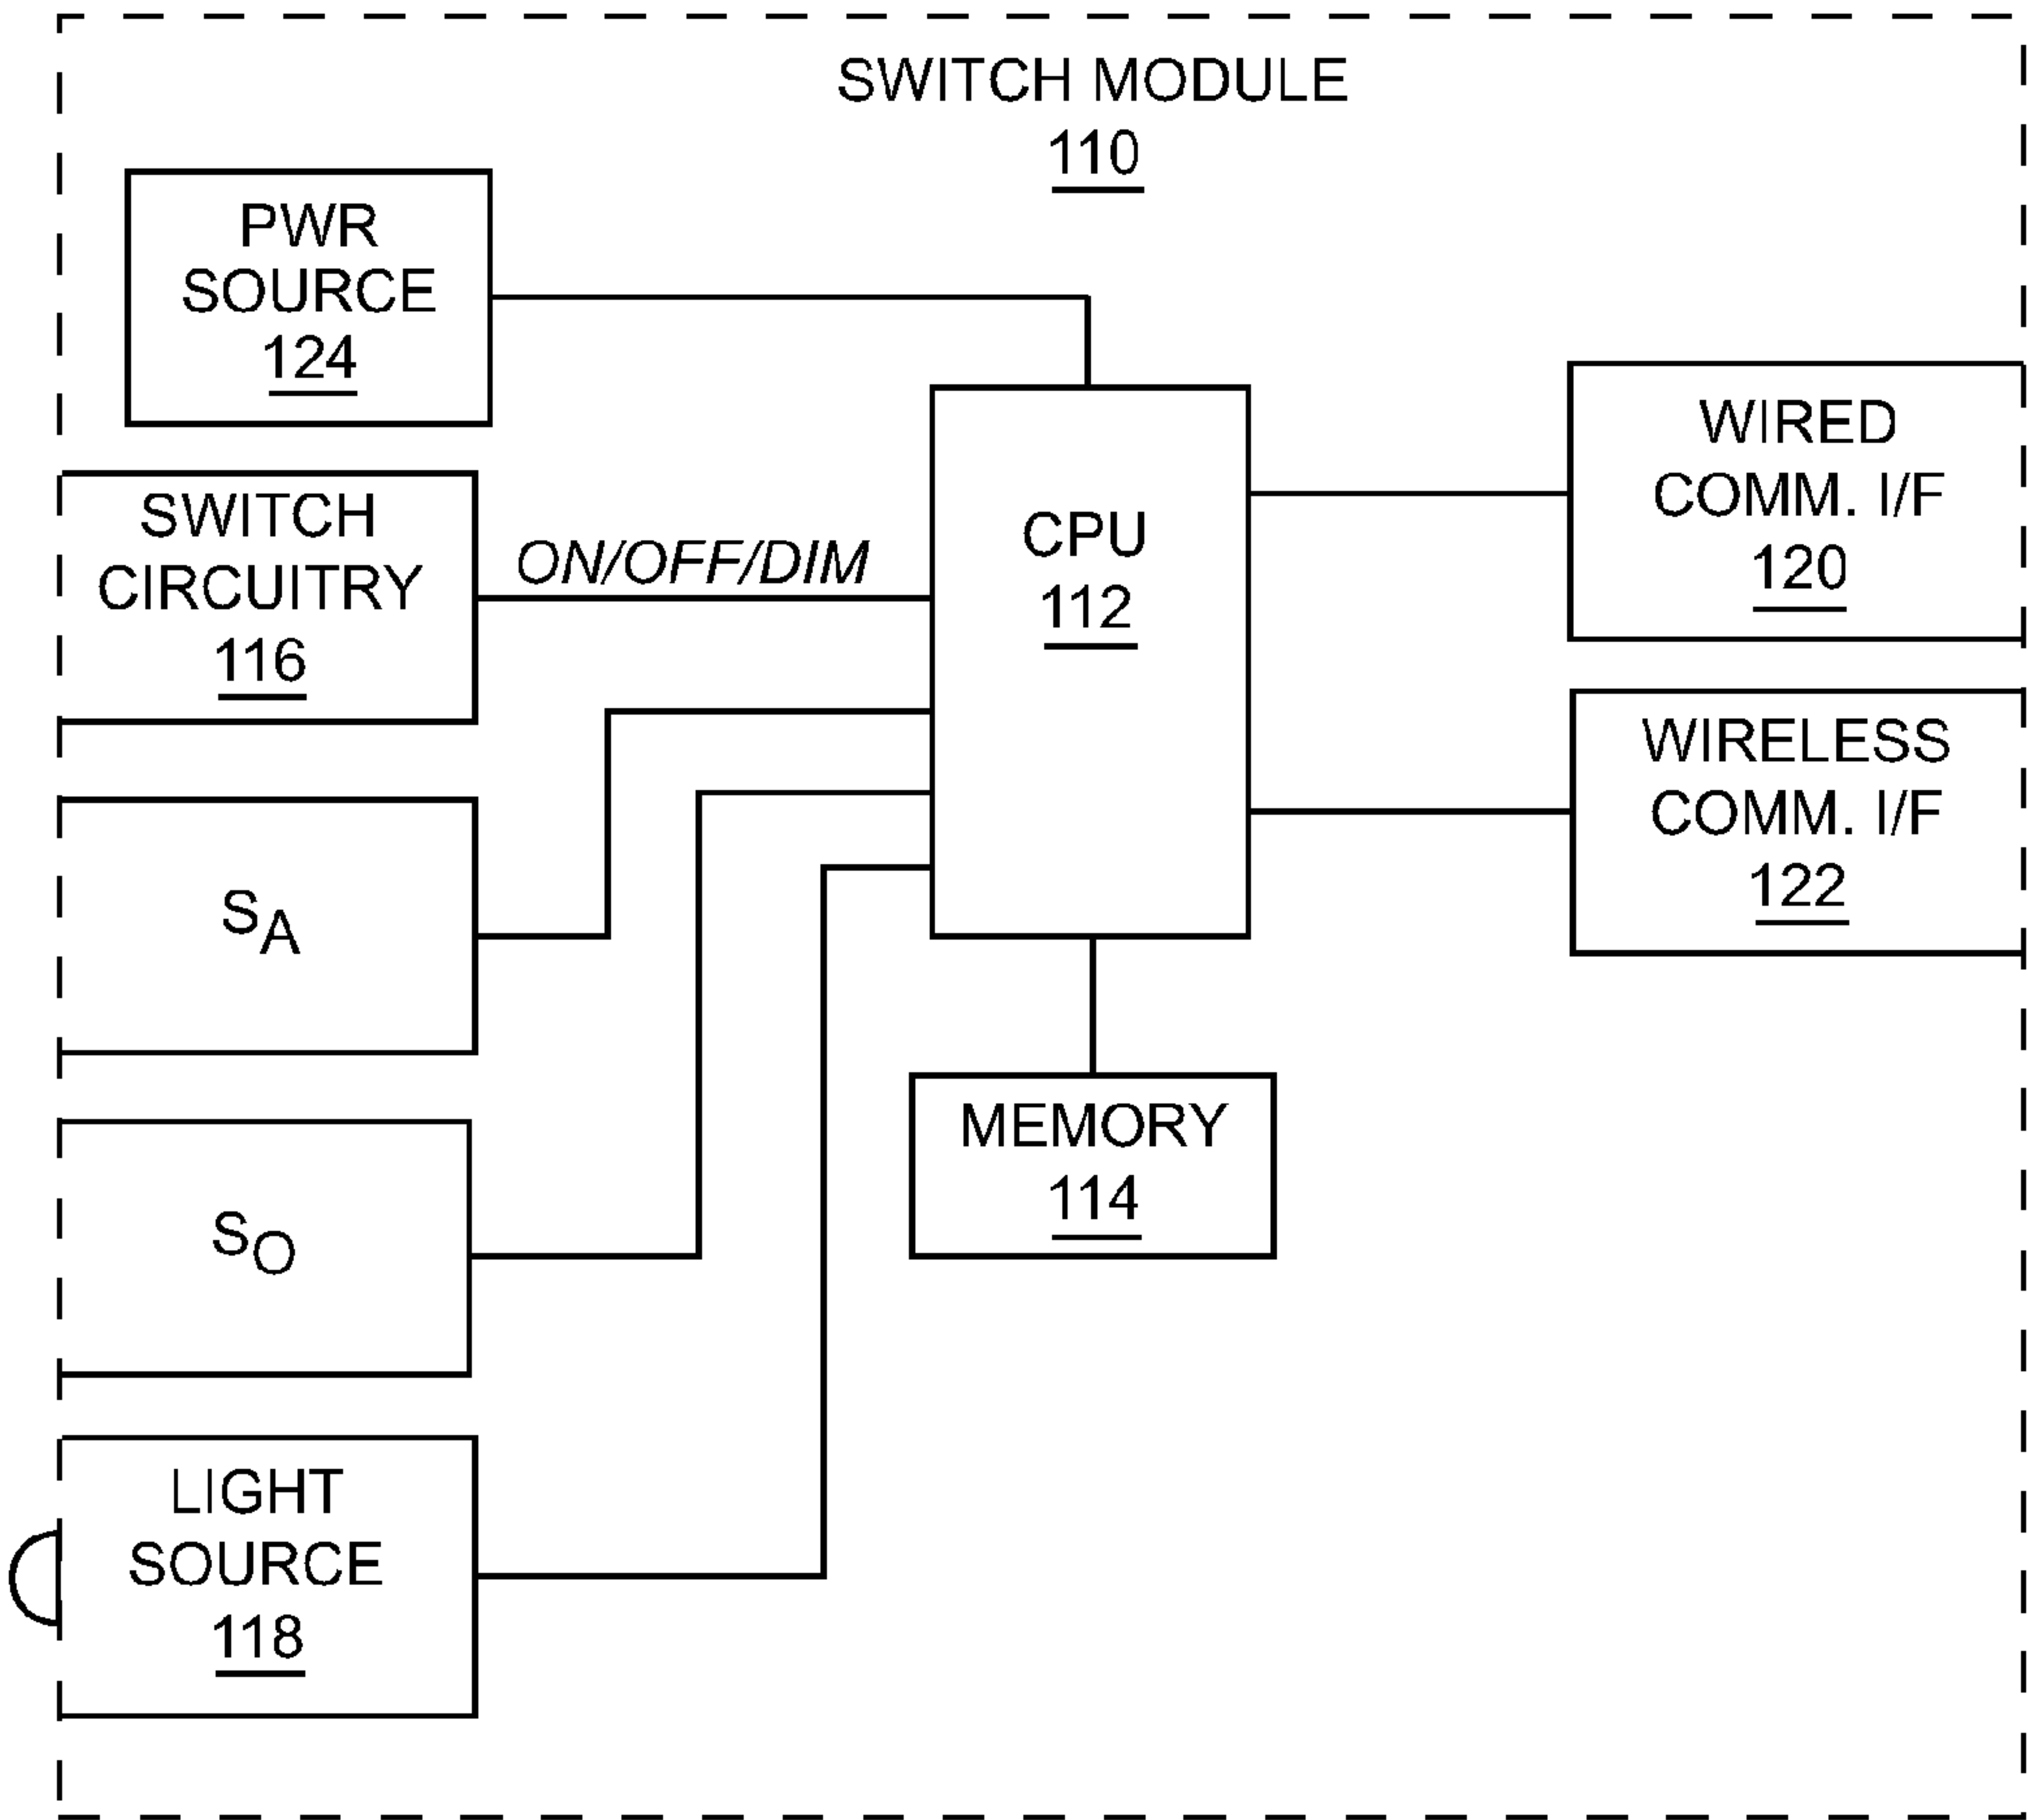 SWITCH MODULE
110
PWR
SOURCE
124
SWITCH
CIRCUITRY
116
ON/OFF/DIM
CPU
112
WIRED
COMM. I/F
120
WIRELESS
COMM. I/F
122
SA
SO
MEMORY
114
LIGHT
SOURCE
118